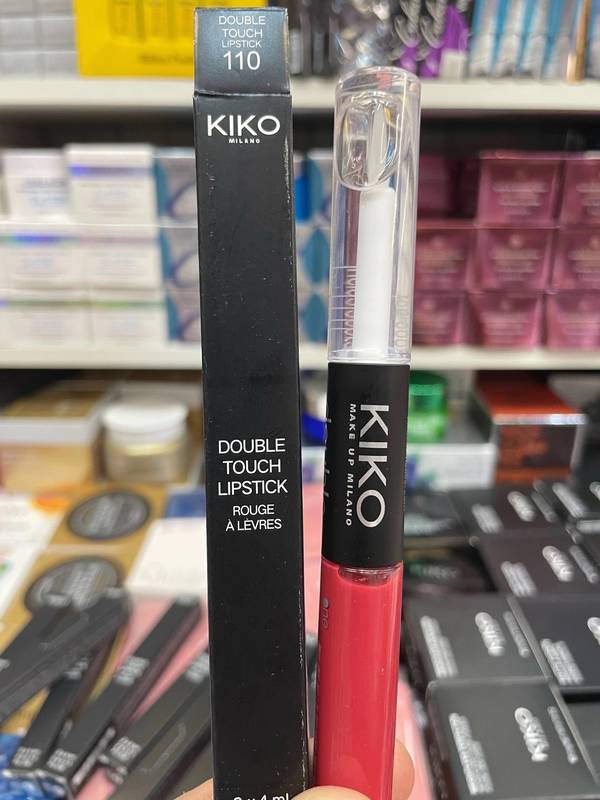 DOUBLE
TOUCH
LIPSTICK
110
KIKO
MILANO
DOUBLE
TOUCH
LIPSTICK
ROUGE
À LÈVRES
KIKO
MAKE UP MILANO